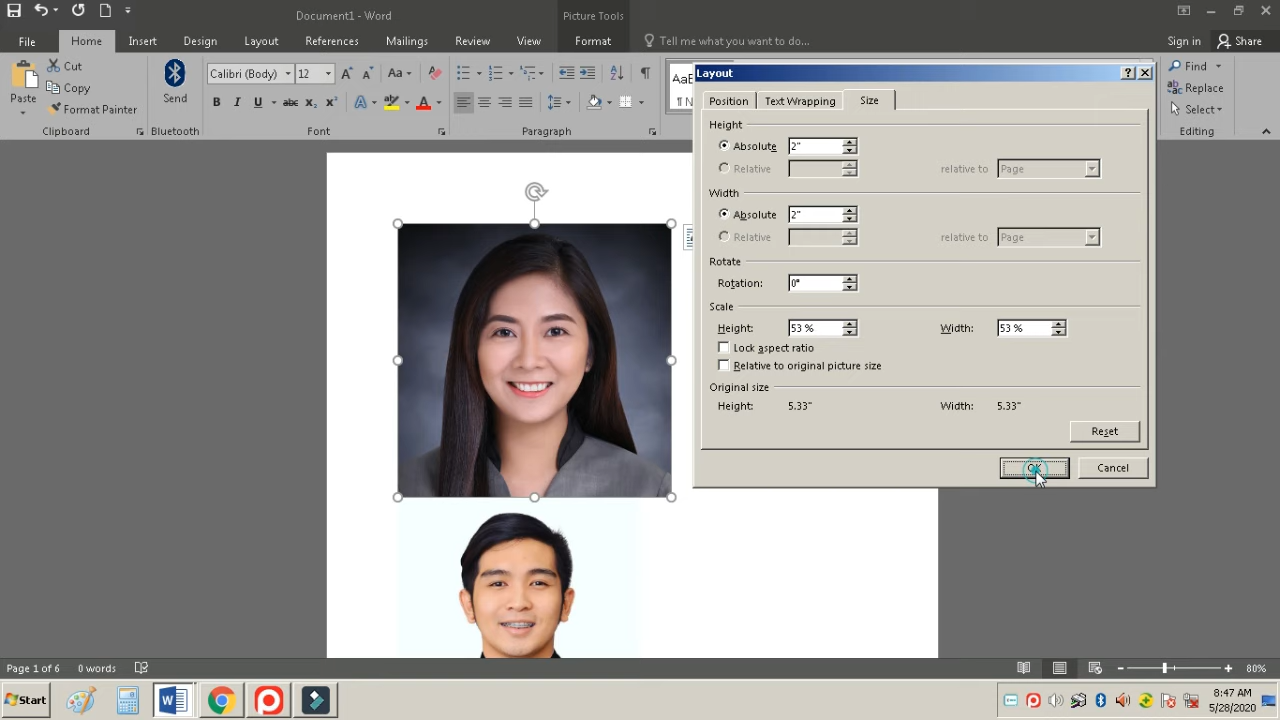 Document1 - Word
Picture Tools
File
Home
Insert
Design
Layout
References
Mailings
Review
View
Format
Tell me what you want to do...
Sign in
Share
Paste
Cut
Copy
Format Painter
Clipboard
Send
Bluetooth
Calibri (Body)
12
Aa
B I U abc x₂ x² A A
Font
Paragraph
Find
Replace
Select
Editing
Layout
Position
Text Wrapping
Size
Height
Absolute 2"
Relative
relative to Page
Width
Absolute 2"
Relative
relative to Page
Rotate
Rotation: 0°
Scale
Height: 53 %
Width: 53 %
Lock aspect ratio
Relative to original picture size
Original size
Height: 5.33"
Width: 5.33"
Reset
Cancel
Page 1 of 6
0 words
80%
Start
8:47 AM
5/28/2020